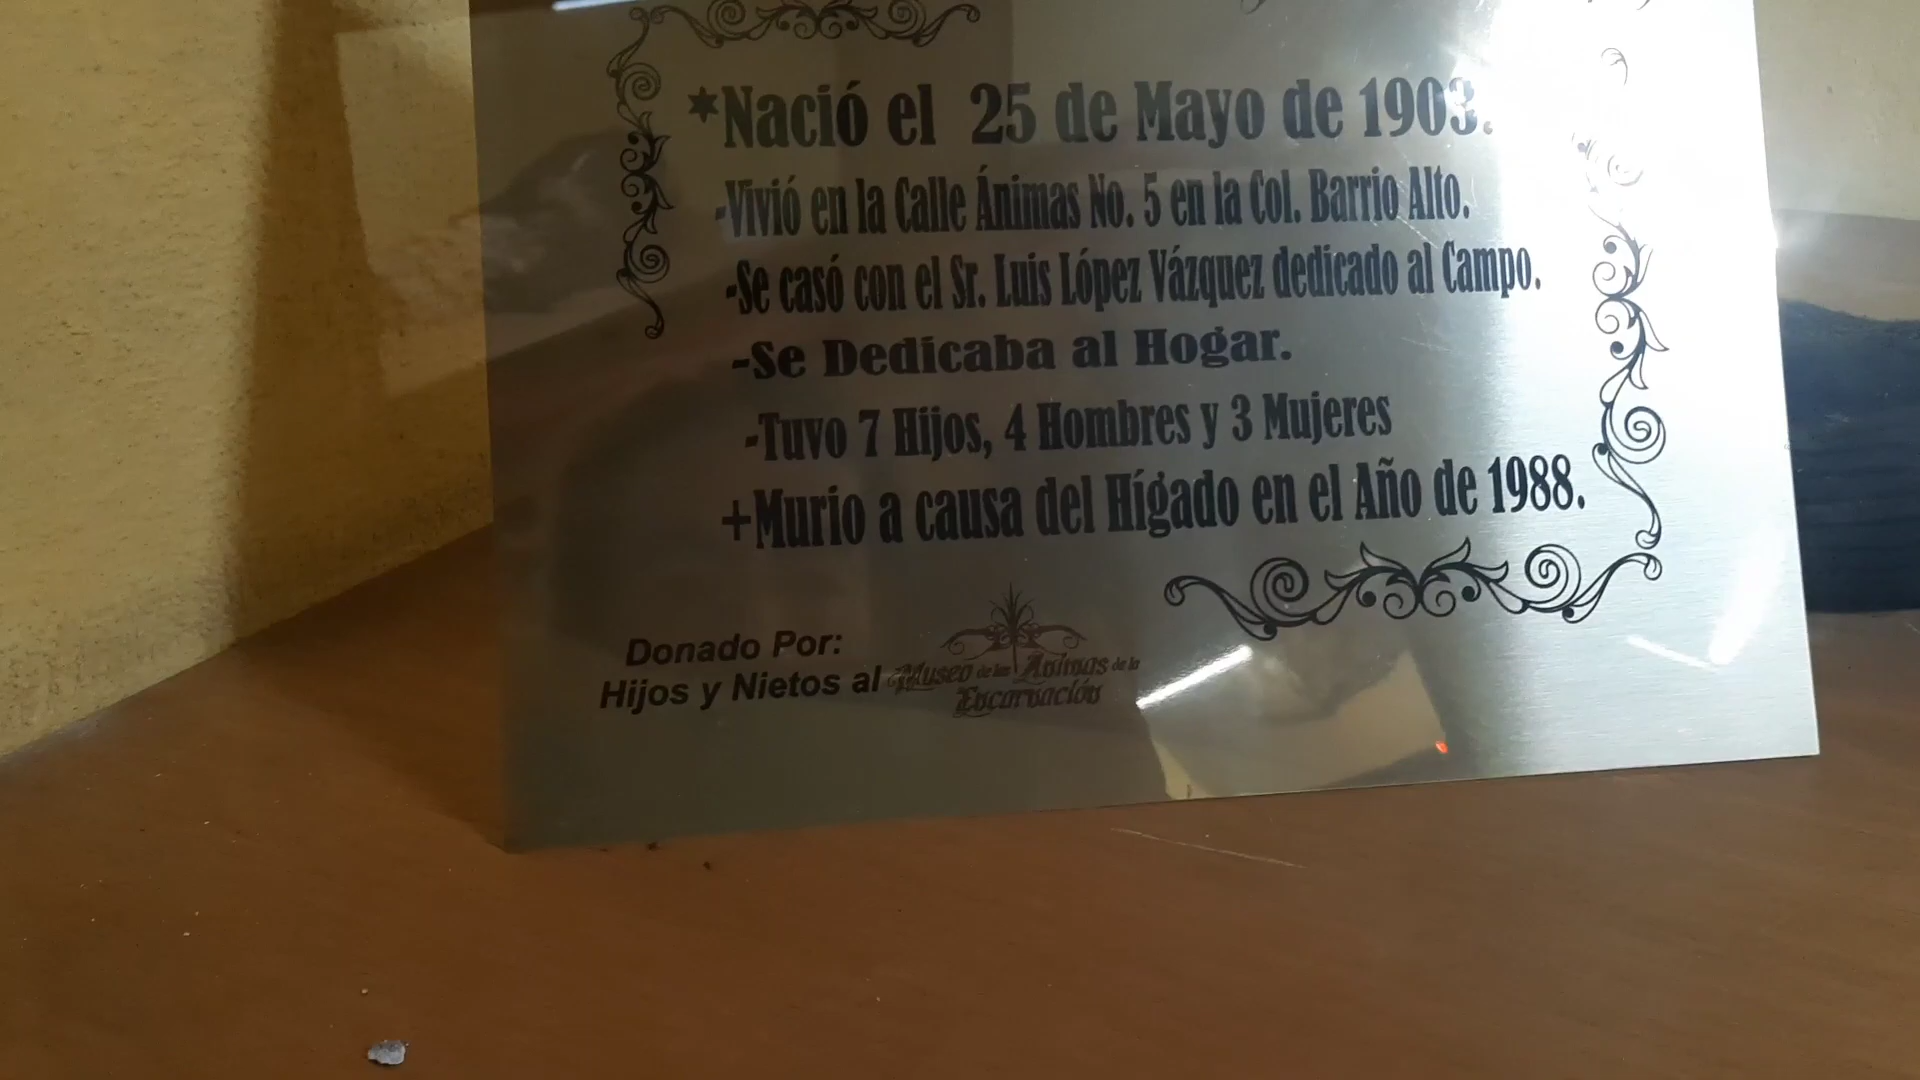 *Nació el 25 de Mayo de 1903.
-Vivió en la Calle Ánimas No. 5 en la Col. Barrio Alto.
-Se casó con el Sr. Luis López Vázquez dedicado al Campo.
-Se Dedicaba al Hogar.
-Tuvo 7 Hijos, 4 Hombres y 3 Mujeres
+Murio a causa del Hígado en el Año de 1988.
Donado Por:
Hijos y Nietos al Museo de las Ánimas de la
Encarnación